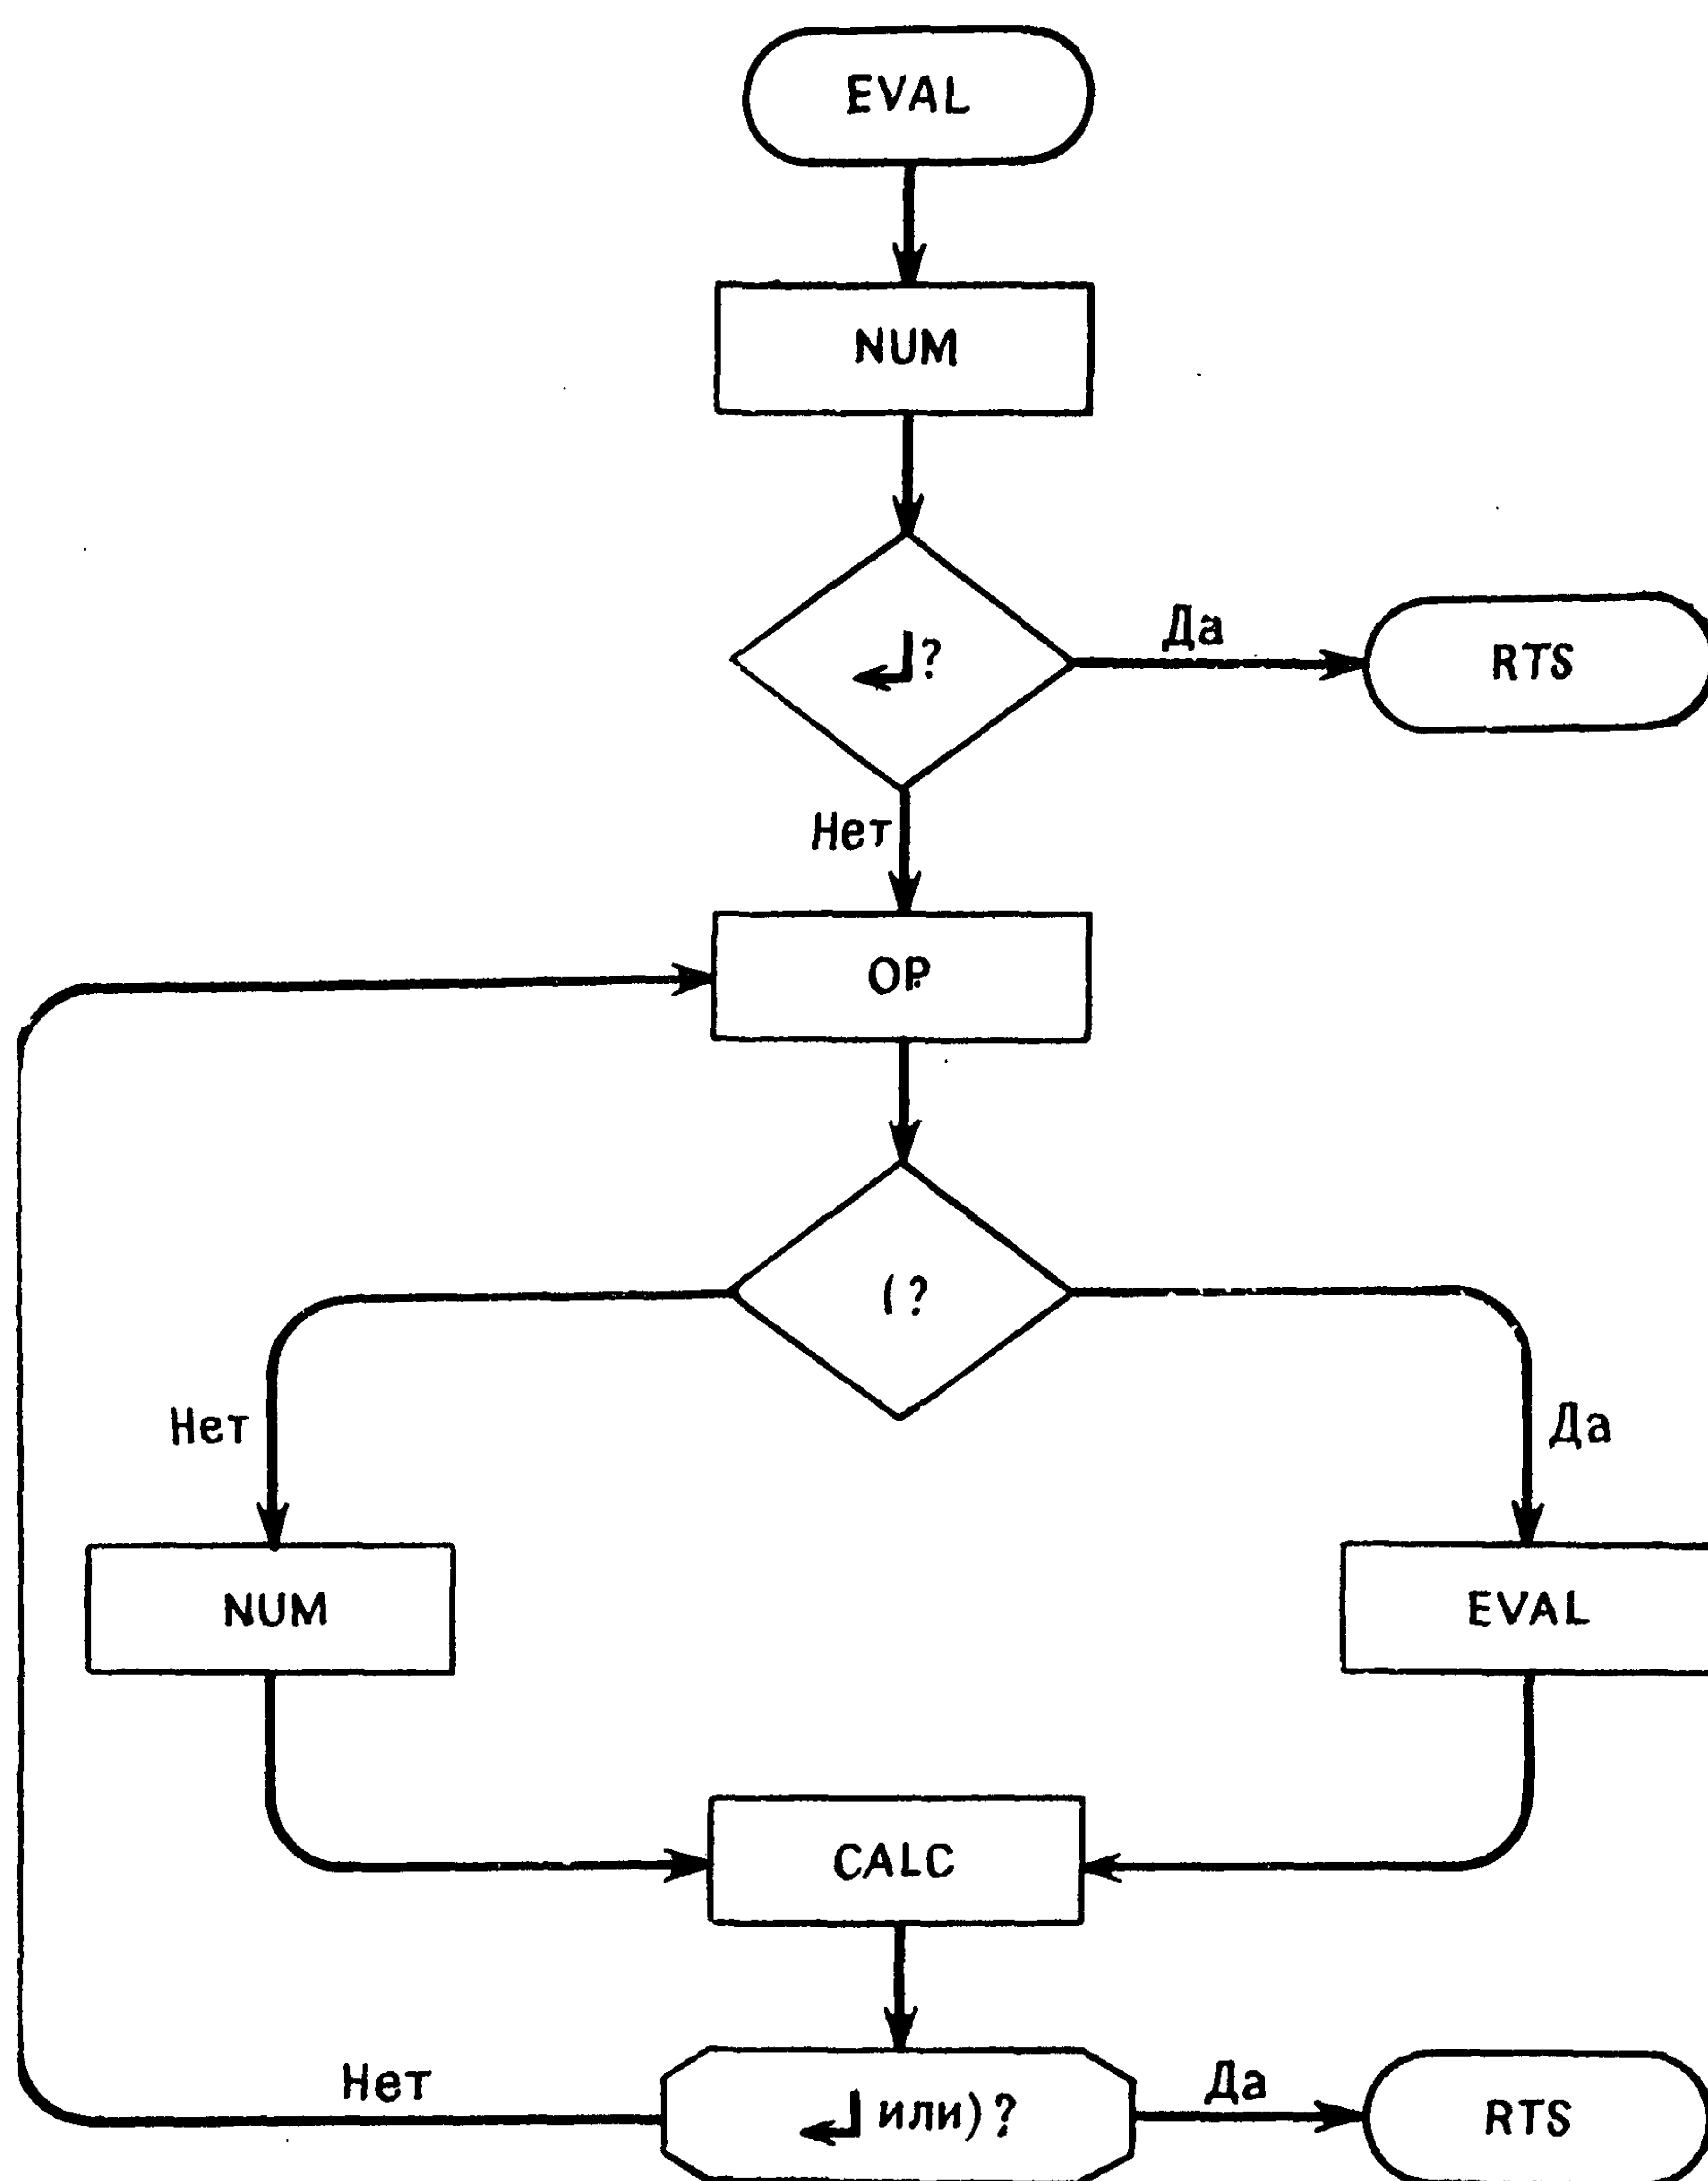 EVAL
NUM
↵?
Да
RTS
Нет
OP
(?
Нет
Да
NUM
EVAL
CALC
Нет
↵ или)?
Да
RTS